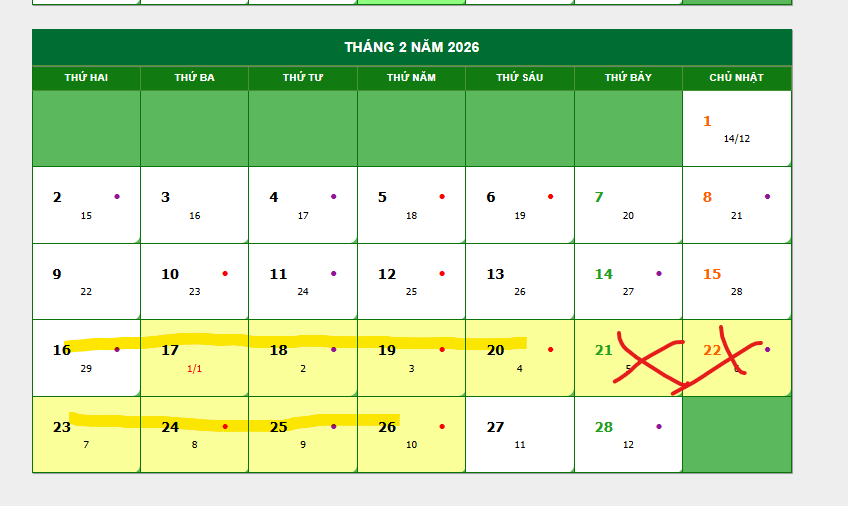 THÁNG 2 NĂM 2026
THỨ HAI THỨ BA THỨ TƯ THỨ NĂM THỨ SÁU THỨ BẢY CHỦ NHẬT
1
14/12
2 3 4 5 6 7 8
15 16 17 18 19 20 21
9 10 11 12 13 14 15
22 23 24 25 26 27 28
16 17 18 19 20 21 22
29 1/1 2 3 4 5 6
23 24 25 26 27 28
7 8 9 10 11 12